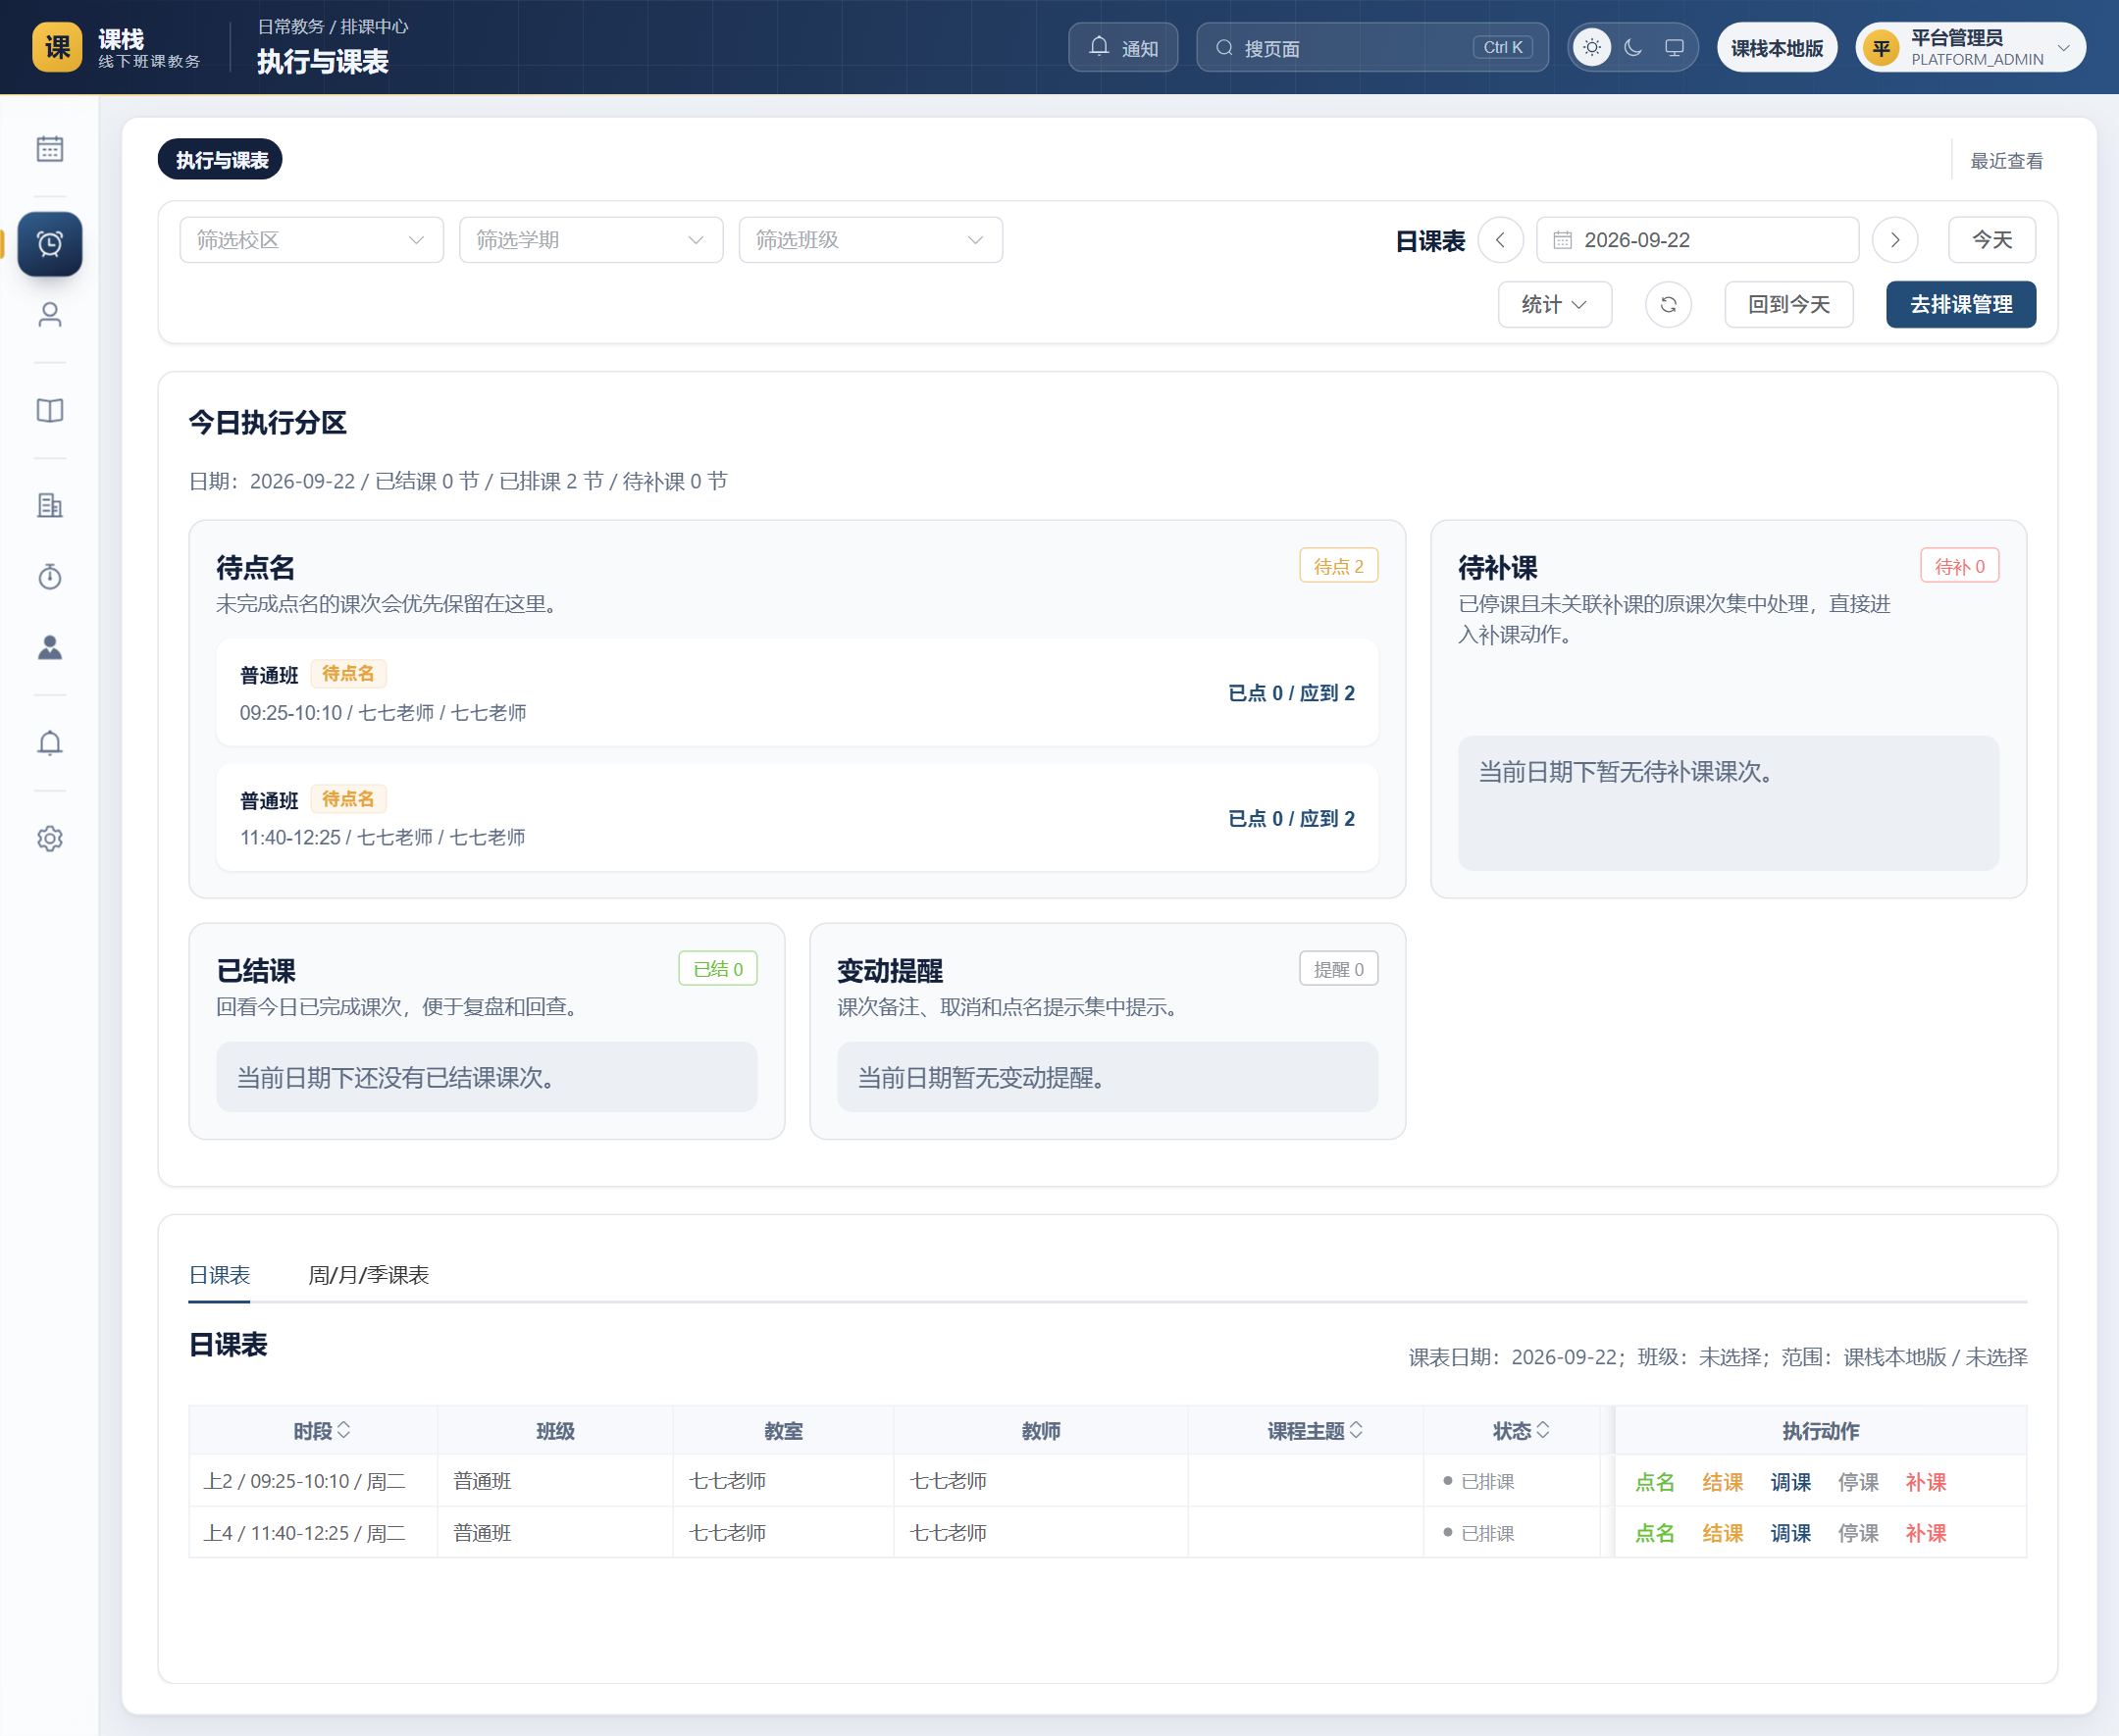 课
课栈
线下班课教务
日常教务 / 排课中心
执行与课表
通知
搜页面
Ctrl K
课栈本地版
平
平台管理员
PLATFORM_ADMIN
执行与课表
最近查看
筛选校区
筛选学期
筛选班级
日课表
2026-09-22
今天
统计
回到今天
去排课管理
今日执行分区
日期：2026-09-22 / 已结课 0 节 / 已排课 2 节 / 待补课 0 节
待点名
待点 2
未完成点名的课次会优先保留在这里。
普通班 待点名
09:25-10:10 / 七七老师 / 七七老师
已点 0 / 应到 2
普通班 待点名
11:40-12:25 / 七七老师 / 七七老师
已点 0 / 应到 2
待补课
待补 0
已停课且未关联补课的原课次集中处理，直接进
入补课动作。
当前日期下暂无待补课课次。
已结课
已结 0
回看今日已完成课次，便于复盘和回查。
当前日期下还没有已结课课次。
变动提醒
提醒 0
课次备注、取消和点名提示集中提示。
当前日期暂无变动提醒。
日课表 周/月/季课表
日课表
课表日期：2026-09-22；班级：未选择；范围：课栈本地版 / 未选择
时段 班级 教室 教师 课程主题 状态 执行动作
上2 / 09:25-10:10 / 周二 普通班 七七老师 七七老师 已排课 点名 结课 调课 停课 补课
上4 / 11:40-12:25 / 周二 普通班 七七老师 七七老师 已排课 点名 结课 调课 停课 补课